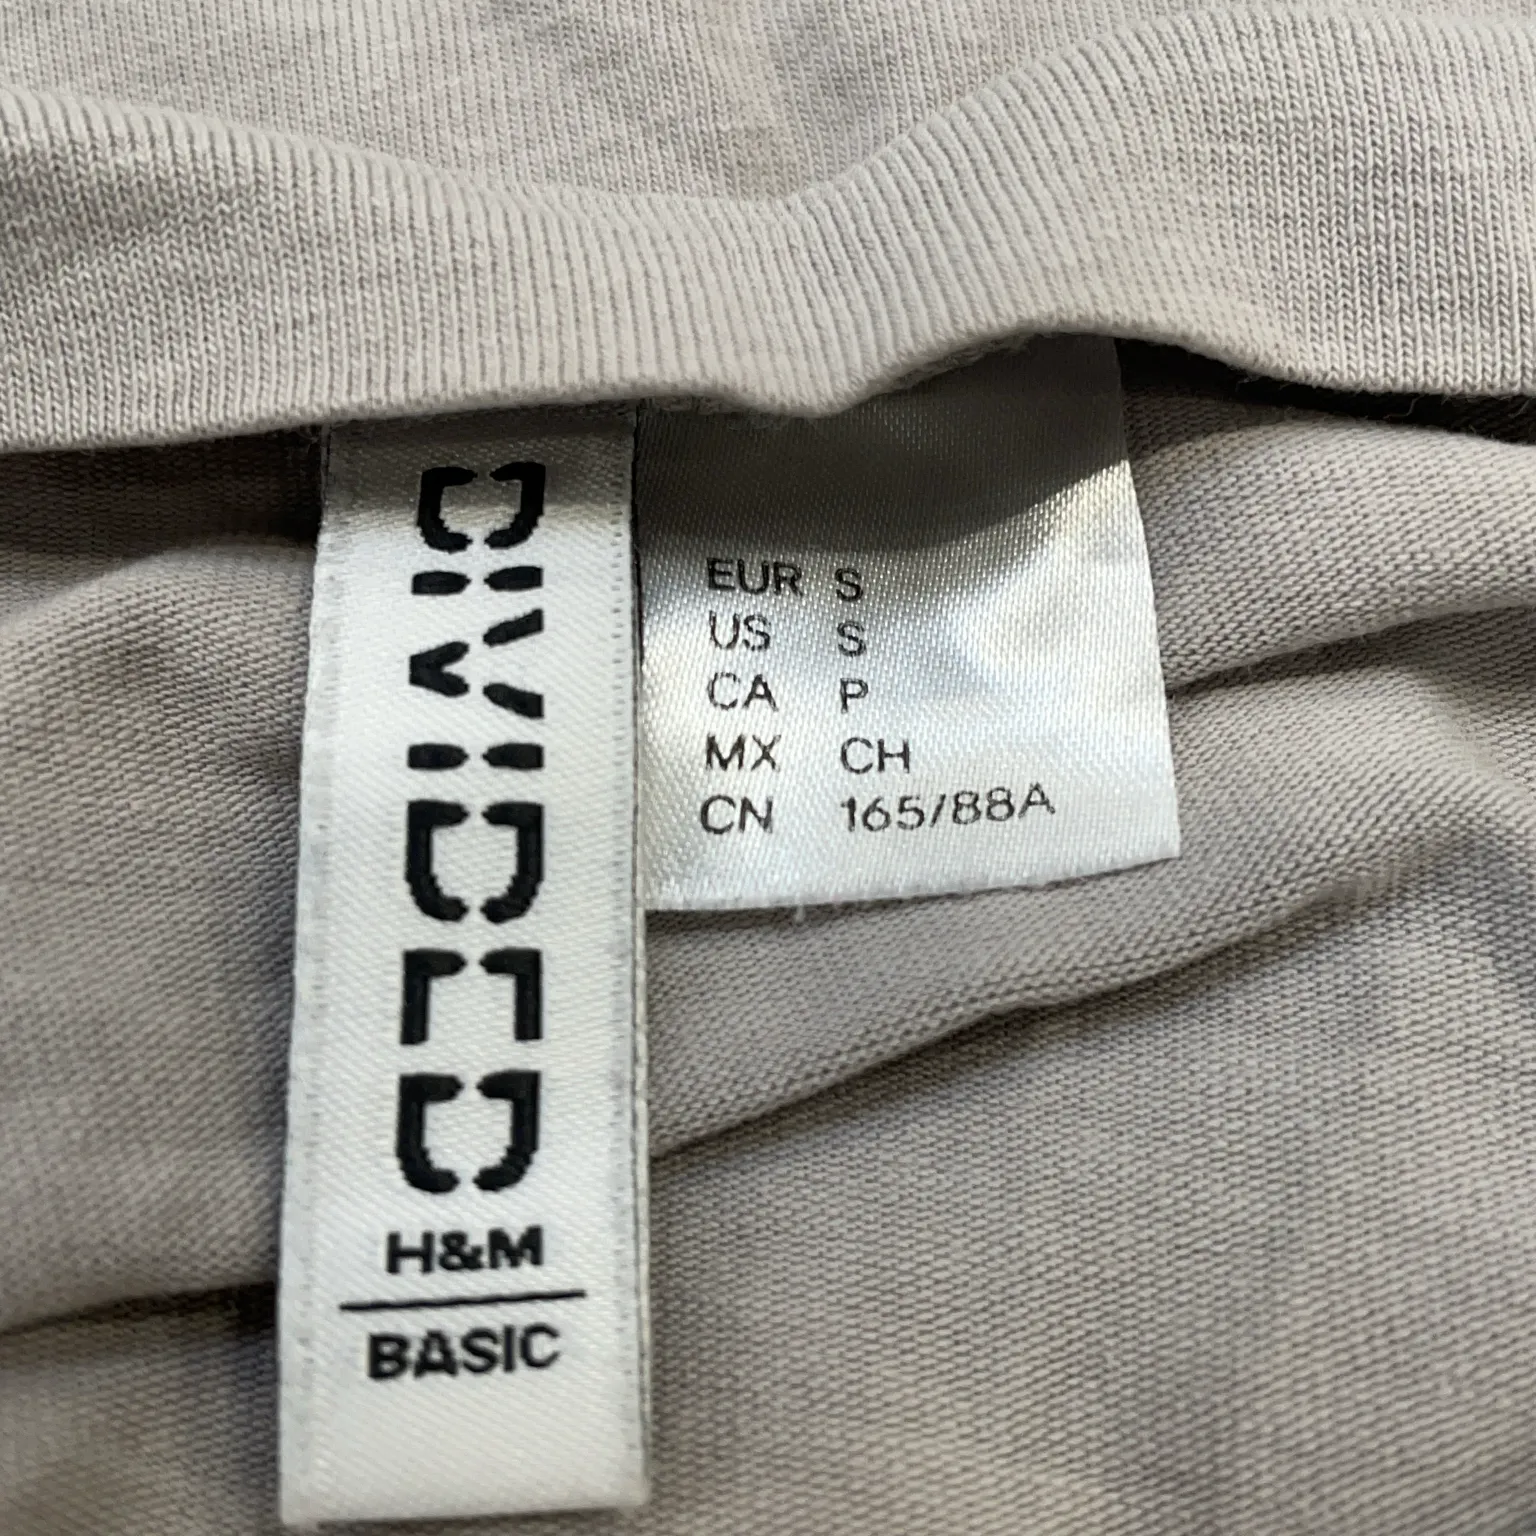 DIVIDED
H&M
BASIC
EUR S
US S
CA P
MX CH
CN 165/88A